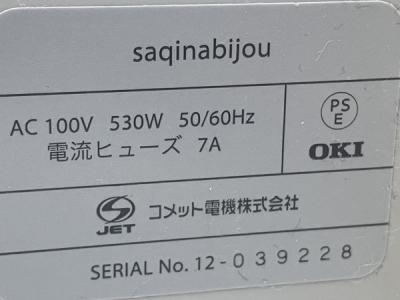 saqinabijou
AC 100V 530W 50/60Hz
電流ヒューズ 7A
PS
E
OKI
S
JET
コメット電機株式会社
SERIAL No. 12-039228